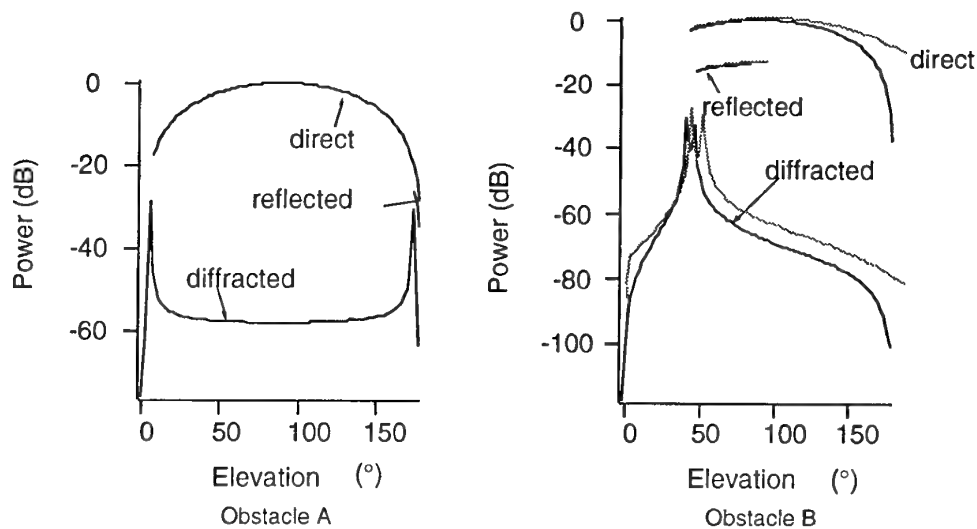 Power (dB)
0
-20
-40
-60
direct
reflected
diffracted
0 50 100 150
Elevation (°)
Obstacle A
Power (dB)
0
-20
-40
-60
-80
-100
direct
reflected
diffracted
0 50 100 150
Elevation (°)
Obstacle B